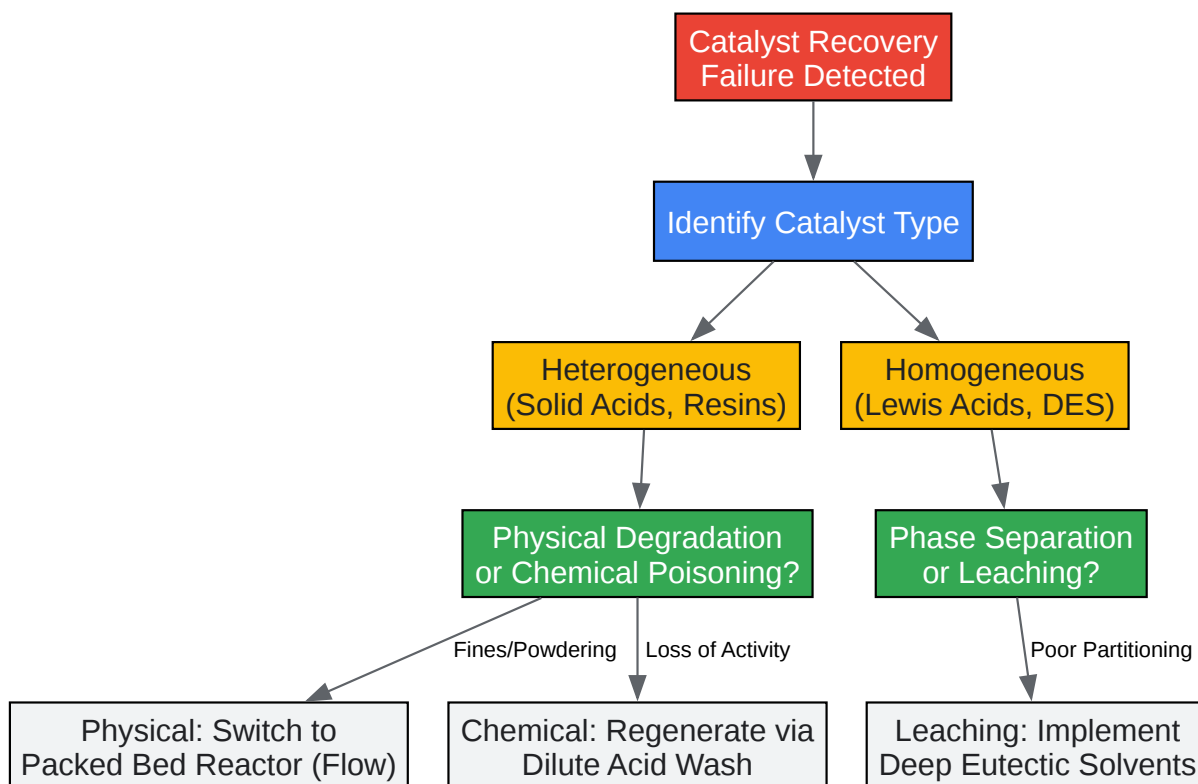 Catalyst Recovery
Failure Detected
Identify Catalyst Type
Heterogeneous
(Solid Acids, Resins)
Homogeneous
(Lewis Acids, DES)
Physical Degradation
or Chemical Poisoning?
Phase Separation
or Leaching?
Fines/Powdering
Loss of Activity
Poor Partitioning
Physical: Switch to
Packed Bed Reactor (Flow)
Chemical: Regenerate via
Dilute Acid Wash
Leaching: Implement
Deep Eutectic Solvents